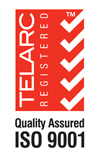 TELARC
REGISTERED
Quality Assured
ISO 9001